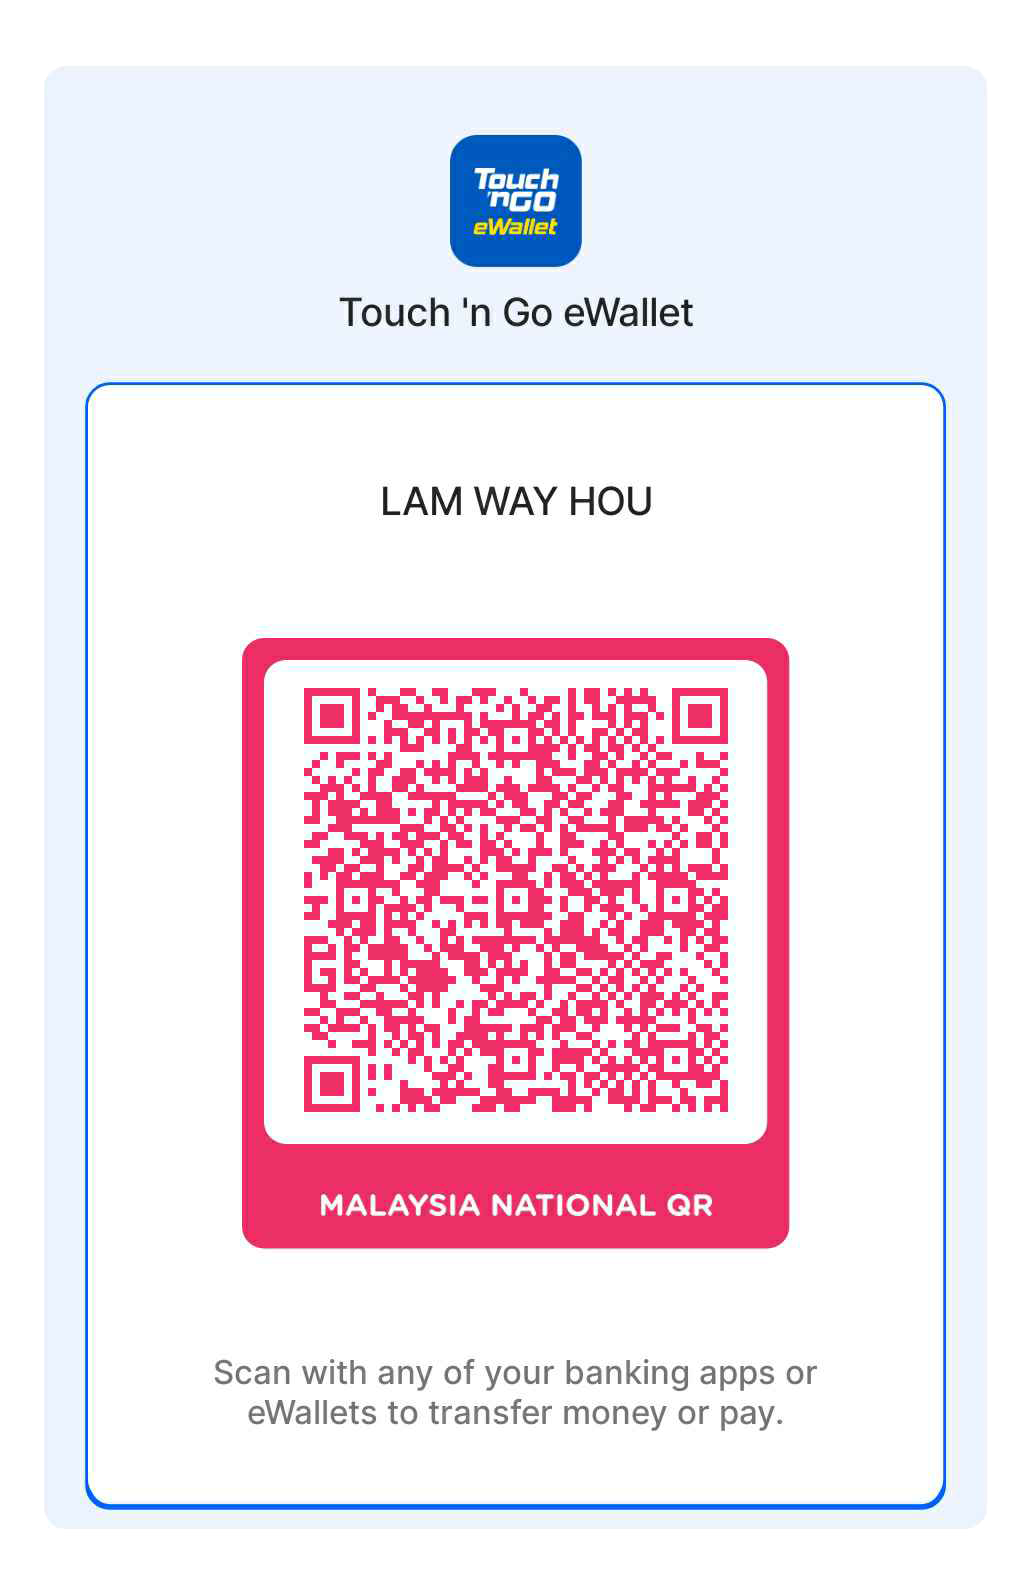 Touch
'nGO
eWallet
Touch 'n Go eWallet
LAM WAY HOU
MALAYSIA NATIONAL QR
Scan with any of your banking apps or
eWallets to transfer money or pay.